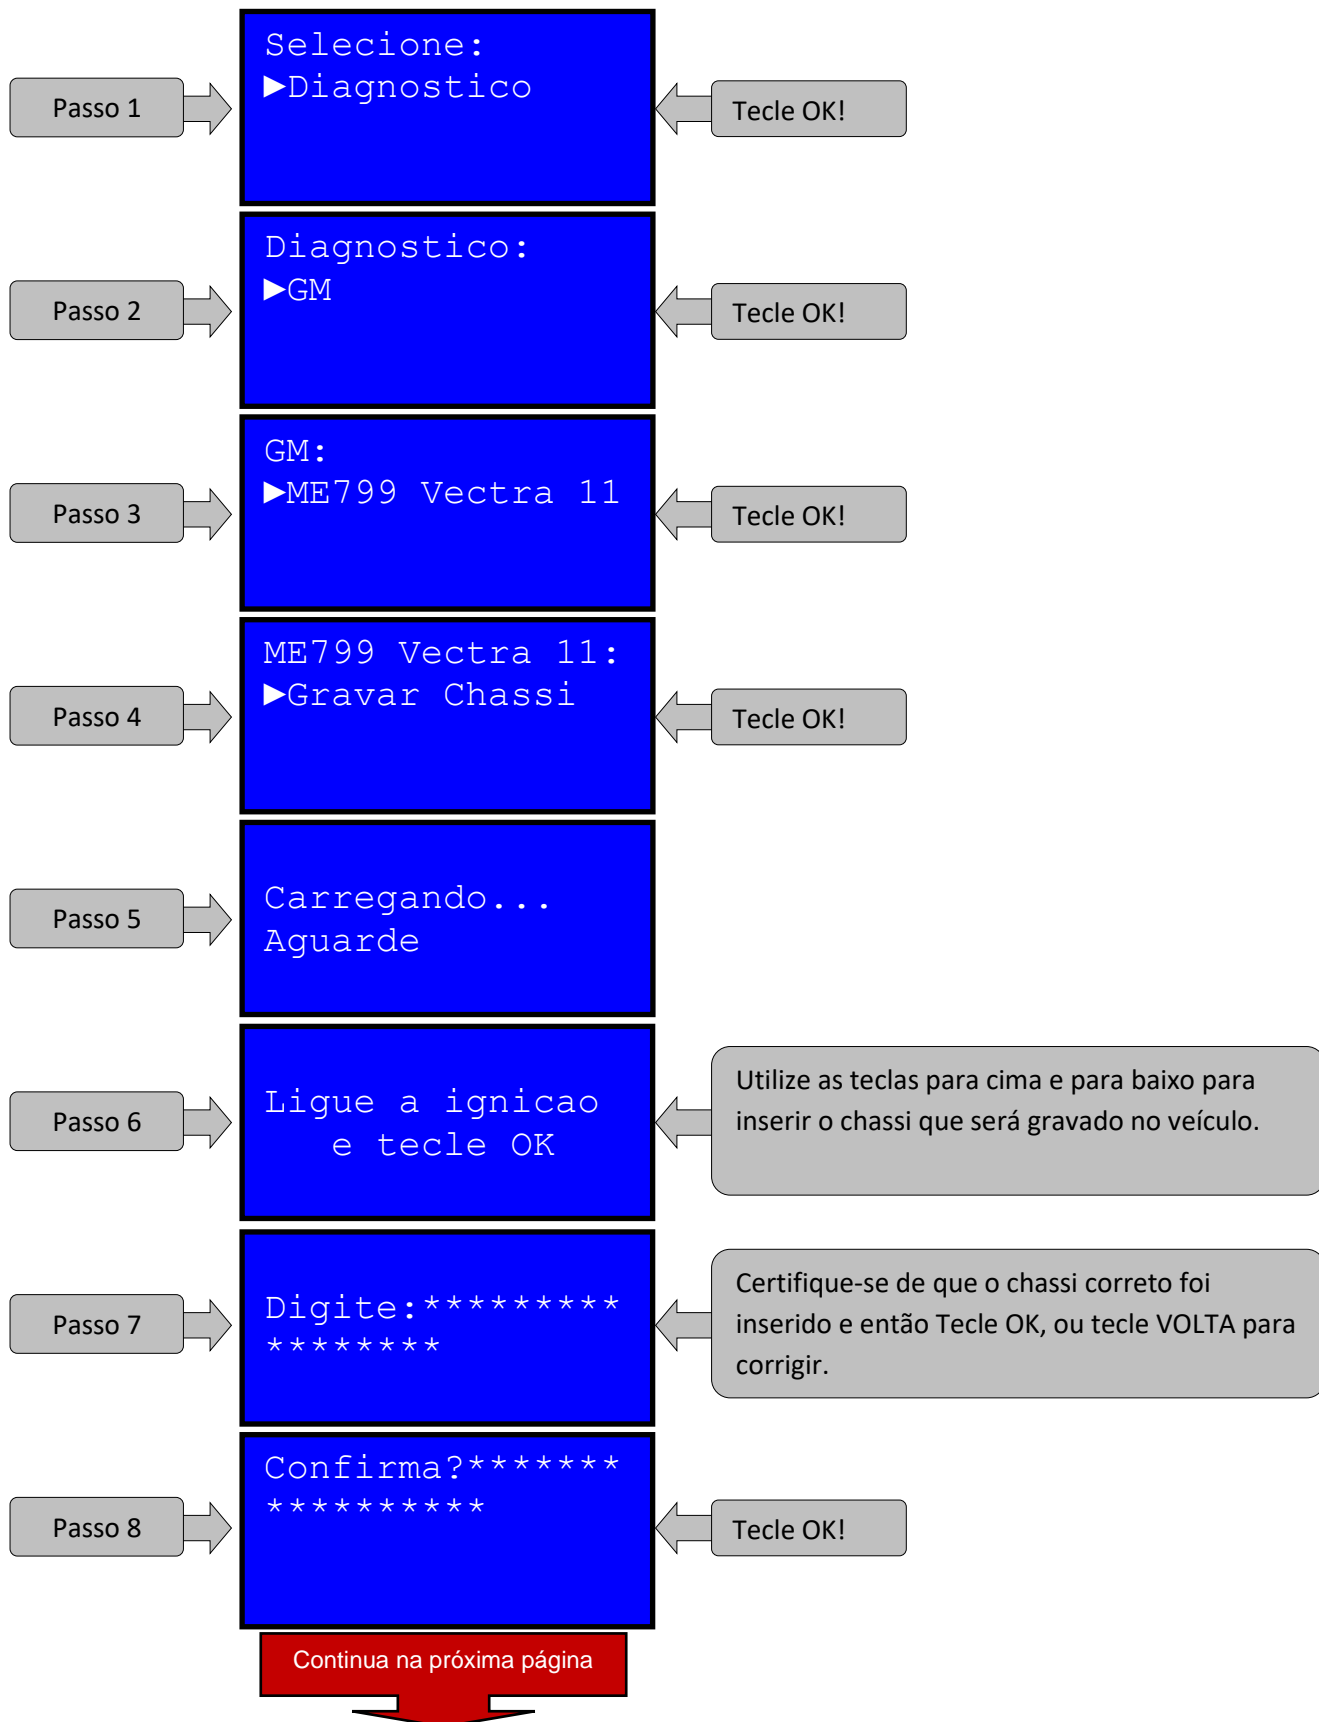 Passo 1
Selecione:
►Diagnostico
Tecle OK!
Passo 2
Diagnostico:
►GM
Tecle OK!
Passo 3
GM:
►ME799 Vectra 11
Tecle OK!
Passo 4
ME799 Vectra 11:
►Gravar Chassi
Tecle OK!
Passo 5
Carregando...
Aguarde
Passo 6
Ligue a ignicao
e tecle OK
Utilize as teclas para cima e para baixo para
inserir o chassi que será gravado no veículo.
Passo 7
Digite:*********
********
Certifique-se de que o chassi correto foi
inserido e então Tecle OK, ou tecle VOLTA para
corrigir.
Passo 8
Confirma?*******
**********
Tecle OK!
Continua na próxima página